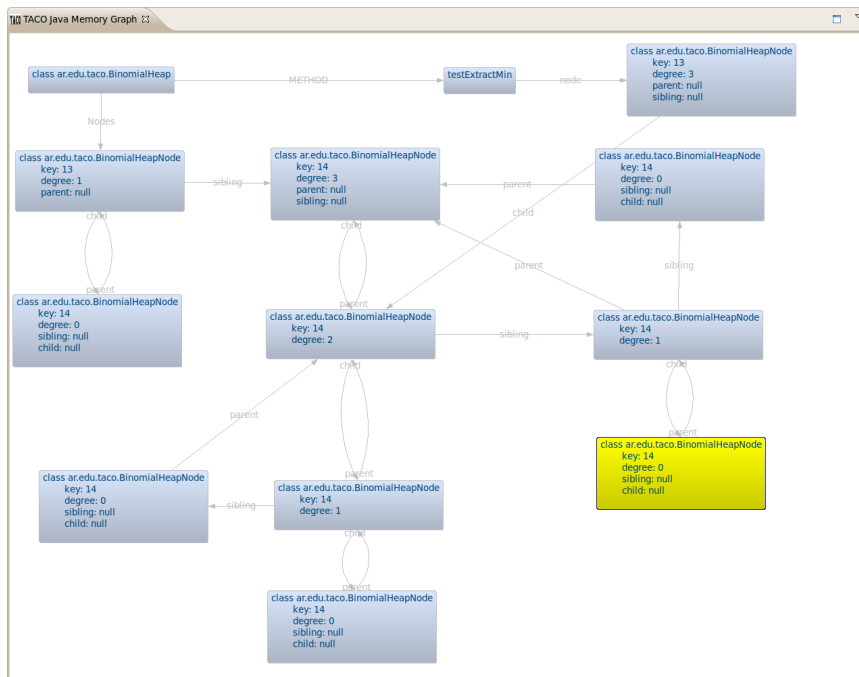 TACO TACO Java Memory Graph
class ar.edu.taco.BinomialHeap
METHOD
testExtractMin
node
class ar.edu.taco.BinomialHeapNode
key: 13
degree: 3
parent: null
sibling: null
Nodes
class ar.edu.taco.BinomialHeapNode
key: 13
degree: 1
parent: null
sibling
class ar.edu.taco.BinomialHeapNode
key: 14
degree: 3
parent: null
sibling: null
parent
class ar.edu.taco.BinomialHeapNode
key: 14
degree: 0
sibling: null
child: null
child
child
child
parent
sibling
parent
parent
class ar.edu.taco.BinomialHeapNode
key: 14
degree: 0
sibling: null
child: null
class ar.edu.taco.BinomialHeapNode
key: 14
degree: 2
sibling
class ar.edu.taco.BinomialHeapNode
key: 14
degree: 1
child
child
parent
parent
class ar.edu.taco.BinomialHeapNode
key: 14
degree: 0
sibling: null
child: null
parent
class ar.edu.taco.BinomialHeapNode
key: 14
degree: 0
sibling: null
child: null
sibling
class ar.edu.taco.BinomialHeapNode
key: 14
degree: 1
child
parent
class ar.edu.taco.BinomialHeapNode
key: 14
degree: 0
sibling: null
child: null